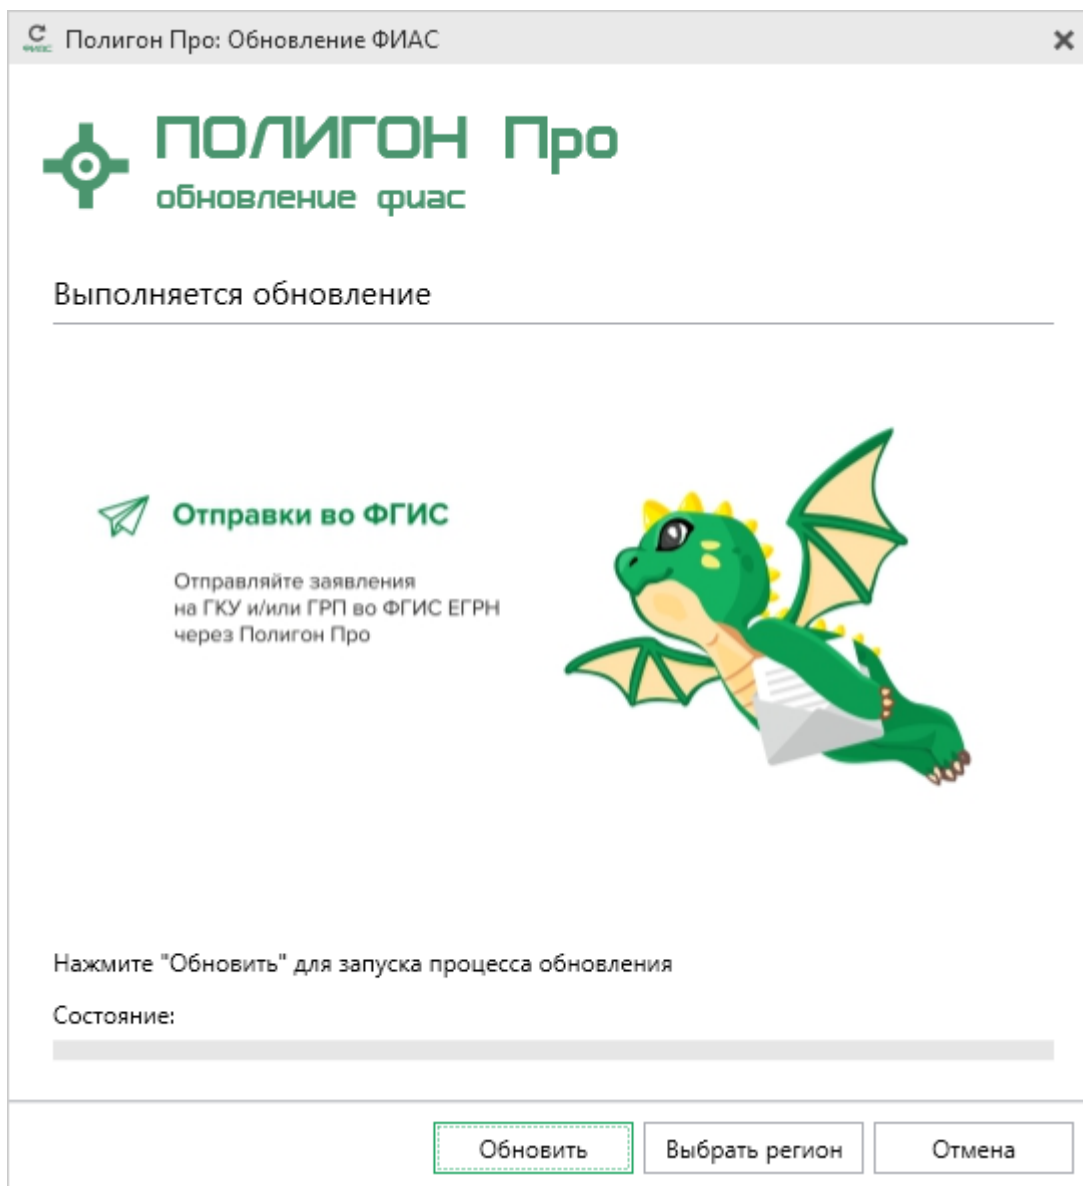 ФИАС
Полигон Про: Обновление ФИАС
ПОЛИГОН Про
обновление фиас
Выполняется обновление
Отправки во ФГИС
Отправляйте заявления
на ГКУ и/или ГРП во ФГИС ЕГРН
через Полигон Про
Нажмите "Обновить" для запуска процесса обновления
Состояние:
Обновить
Выбрать регион
Отмена